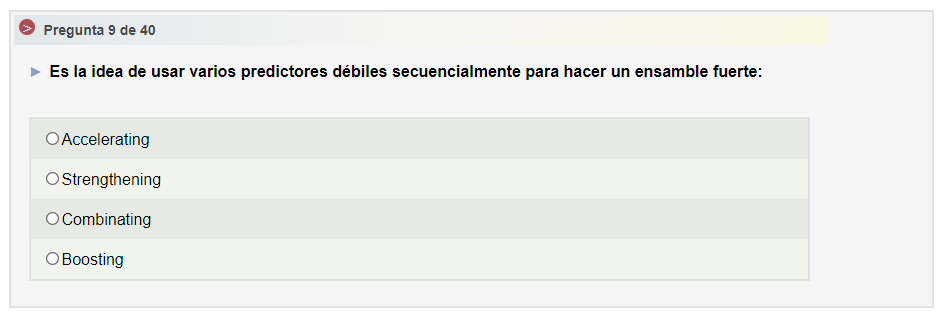 Pregunta 9 de 40
Es la idea de usar varios predictores débiles secuencialmente para hacer un ensamble fuerte:
Accelerating
Strengthening
Combinating
Boosting